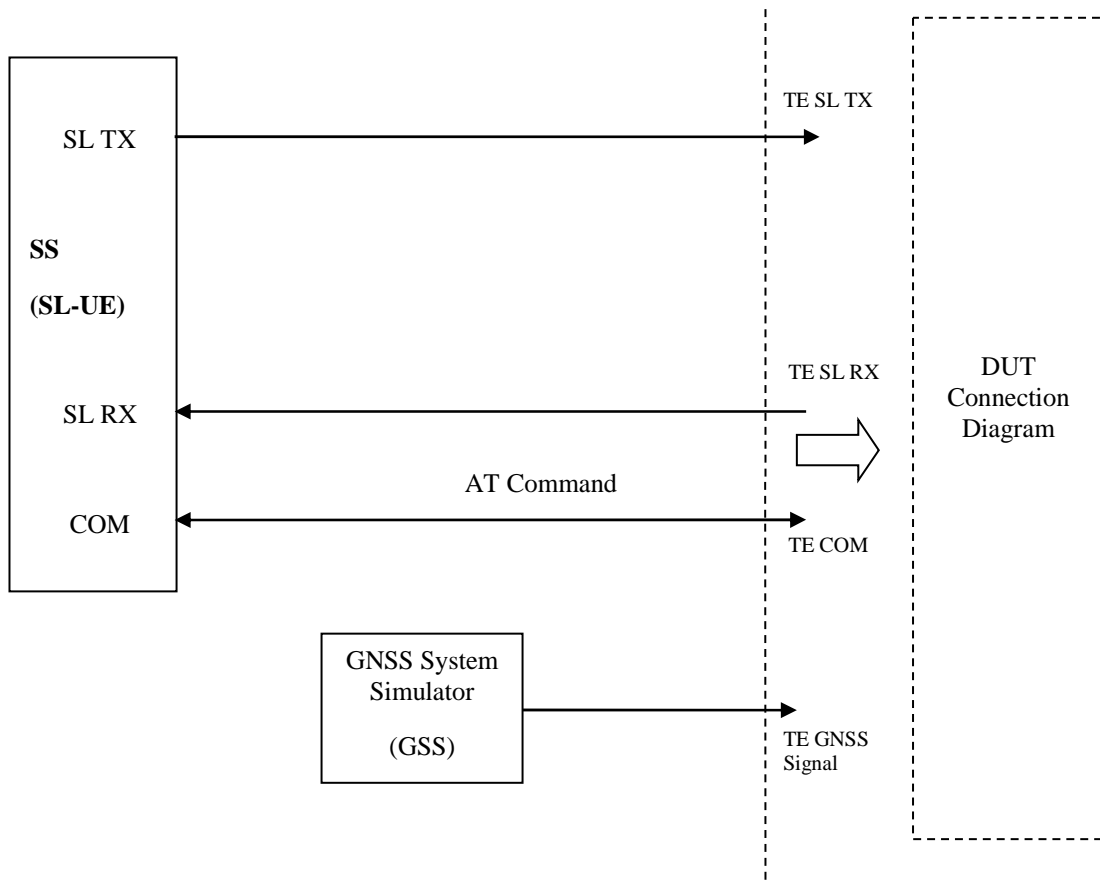 SL TX
SS
(SL-UE)
SL RX
COM
AT Command
GNSS System
Simulator
(GSS)
TE SL TX
TE SL RX
TE COM
TE GNSS
Signal
DUT
Connection
Diagram